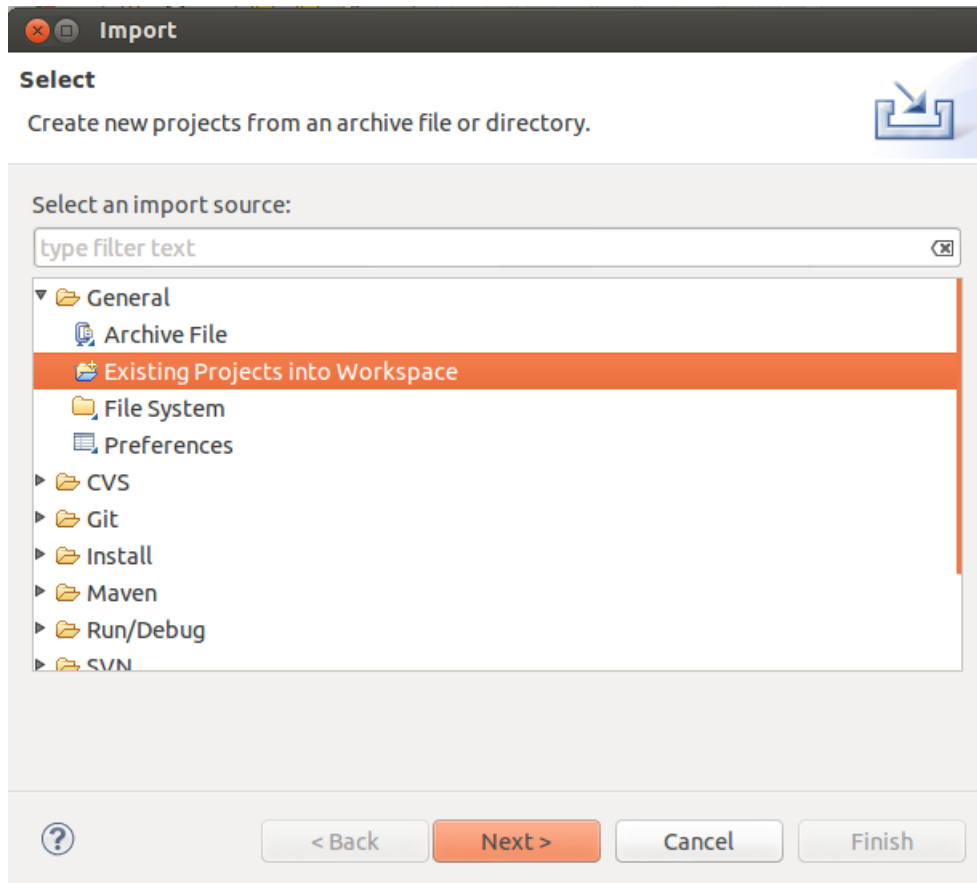 Import
Select
Create new projects from an archive file or directory.
Select an import source:
type filter text
General
Archive File
Existing Projects into Workspace
File System
Preferences
CVS
Git
Install
Maven
Run/Debug
SVN
?
< Back
Next >
Cancel
Finish